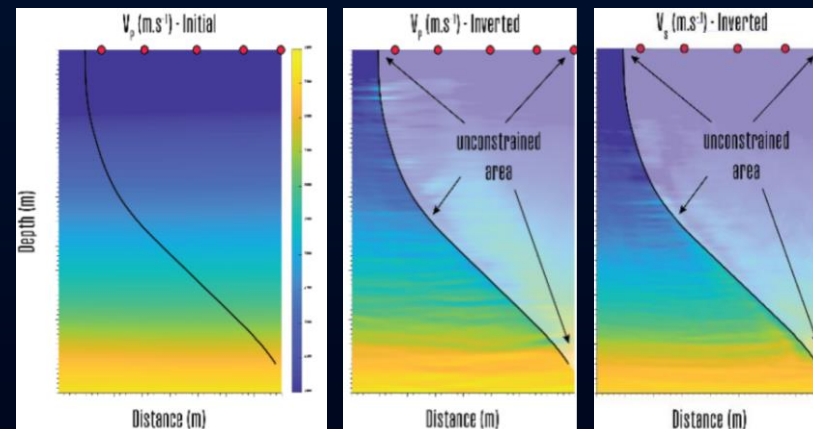 Vₚ (m.s⁻¹) - Initial
Depth (m)
Distance (m)
Vₚ (m.s⁻¹) - Inverted
unconstrained
area
Distance (m)
Vₛ (m.s⁻¹) - Inverted
unconstrained
area
Distance (m)